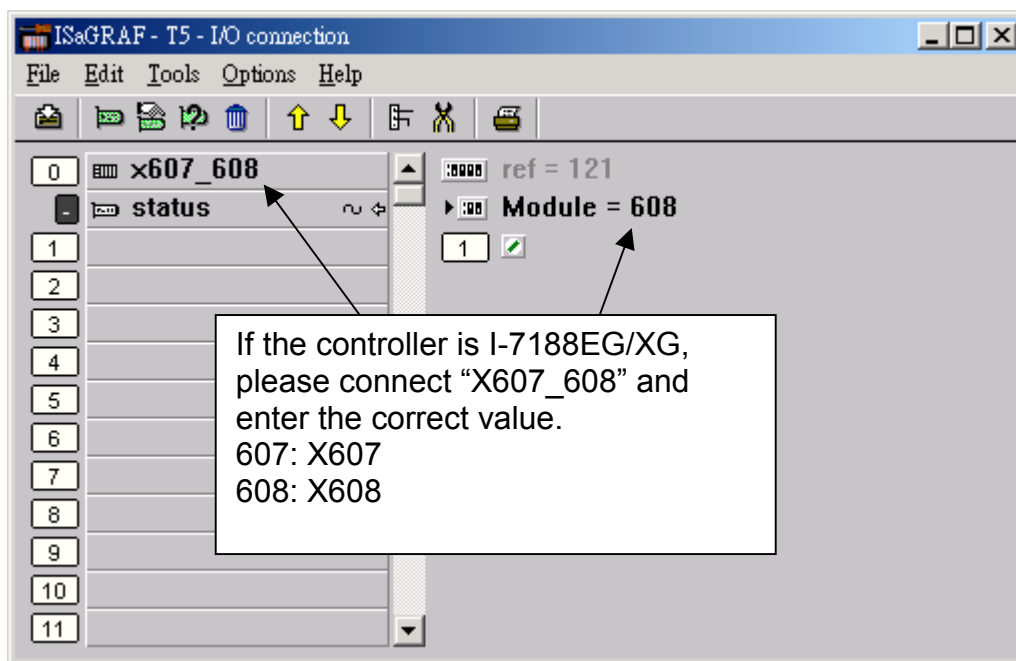 ISaGRAF - T5 - I/O connection
File Edit Tools Options Help
0 x607_608
- status
1
2
3
4
5
6
7
8
9
10
11
ref = 121
Module = 608
1
If the controller is I-7188EG/XG,
please connect “X607_608” and
enter the correct value.
607: X607
608: X608